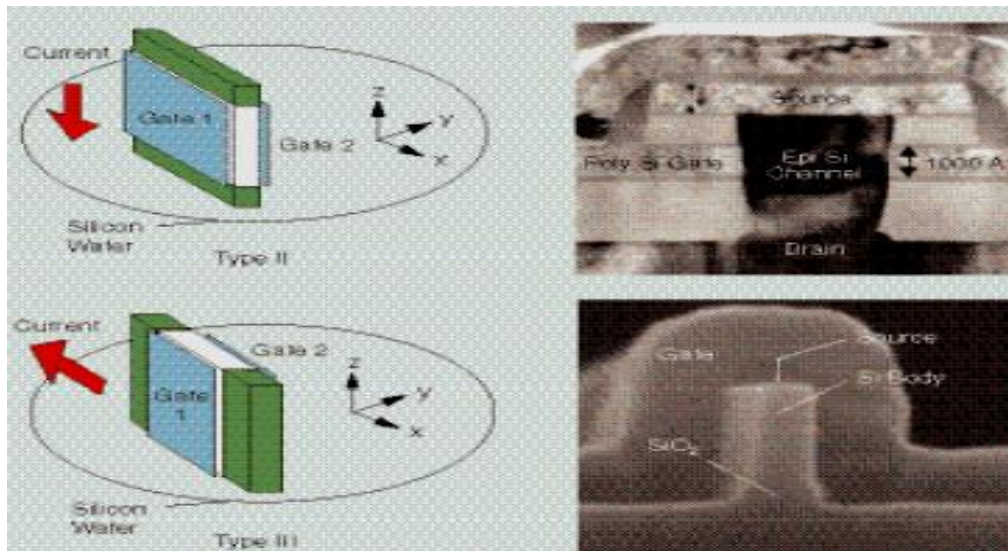 Current
Gate 1
Gate 2
z
y
x
Silicon
Wafer
Type II
Source
Poly Si Gate
Epi Si
Channel
1000 A
Drain
Current
Gate 2
Gate
1
z
y
x
Silicon
Wafer
Type III
Gate
Source
Si Body
SiO₂